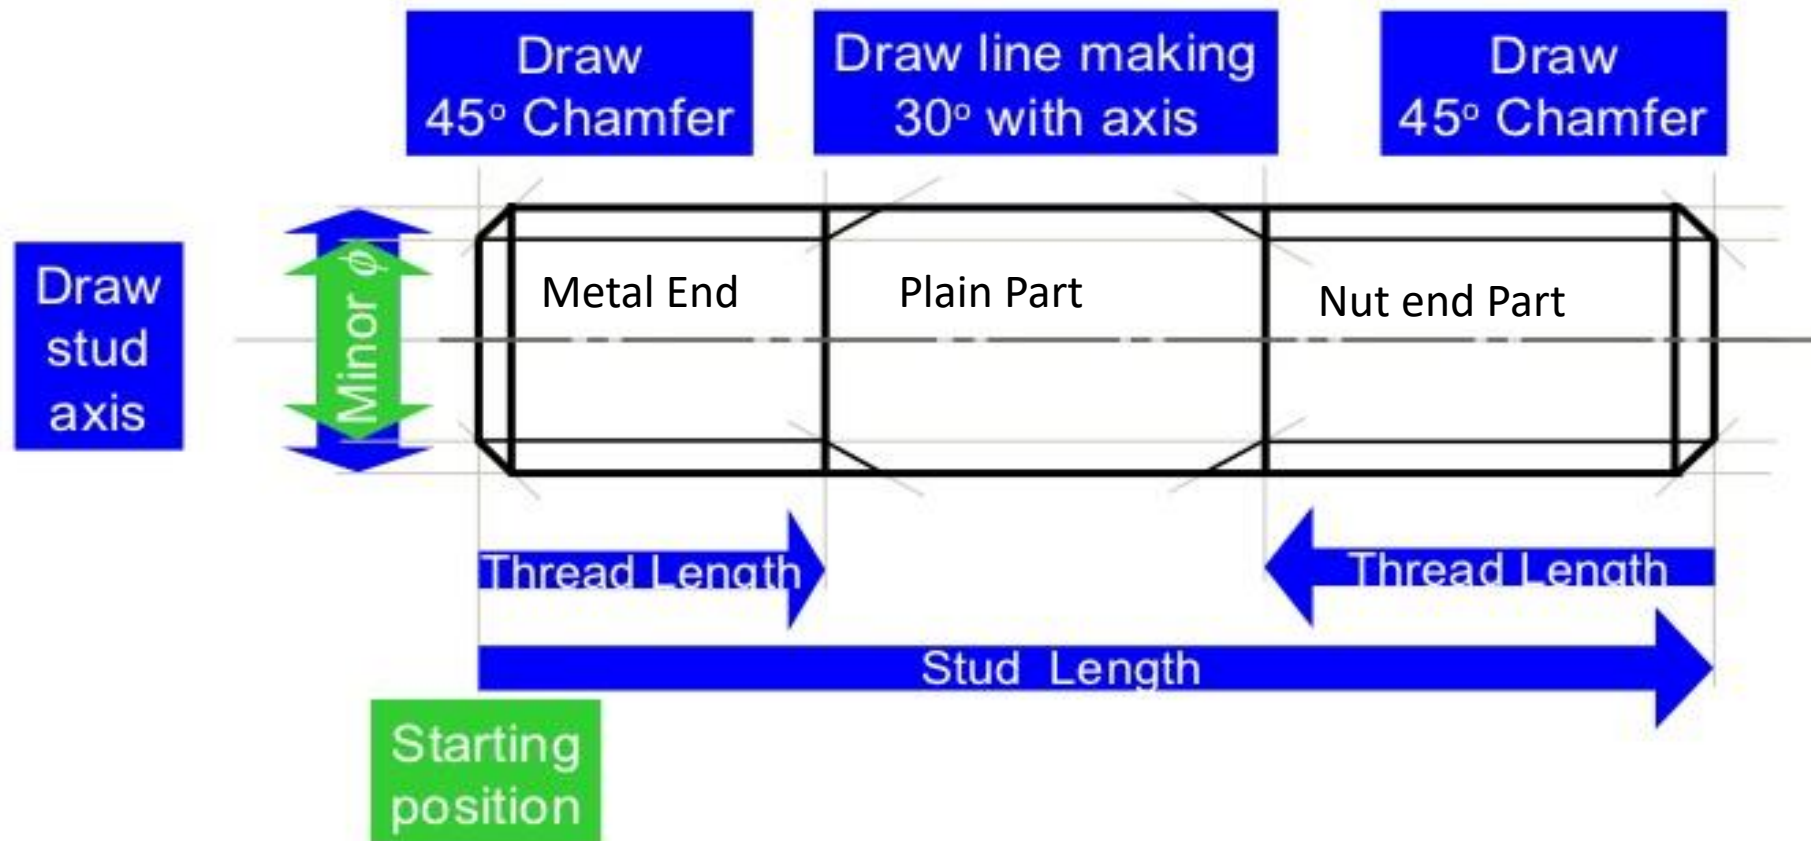 Draw
45° Chamfer
Draw line making
30° with axis
Draw
45° Chamfer
Draw
stud
axis
Minor ϕ
Metal End
Plain Part
Nut end Part
Thread Length
Thread Length
Stud Length
Starting
position